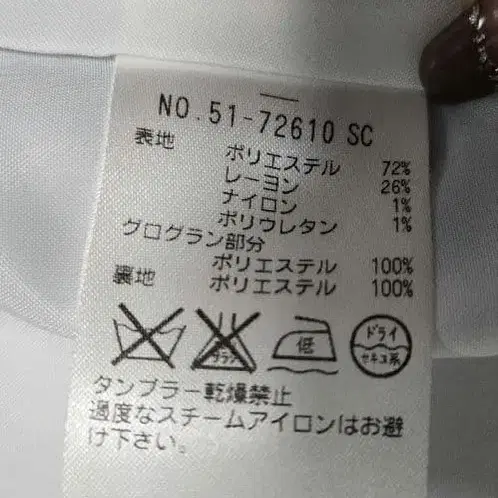 NO.51-72610 SC
表地 ポリエステル 72%
レーヨン 26%
ナイロン 1%
ポリウレタン 1%
グログラン部分
ポリエステル 100%
裏地 ポリエステル 100%
低 ドライ
セキユ系
タンブラー乾燥禁止
過度なスチームアイロンはお避
け下さい。